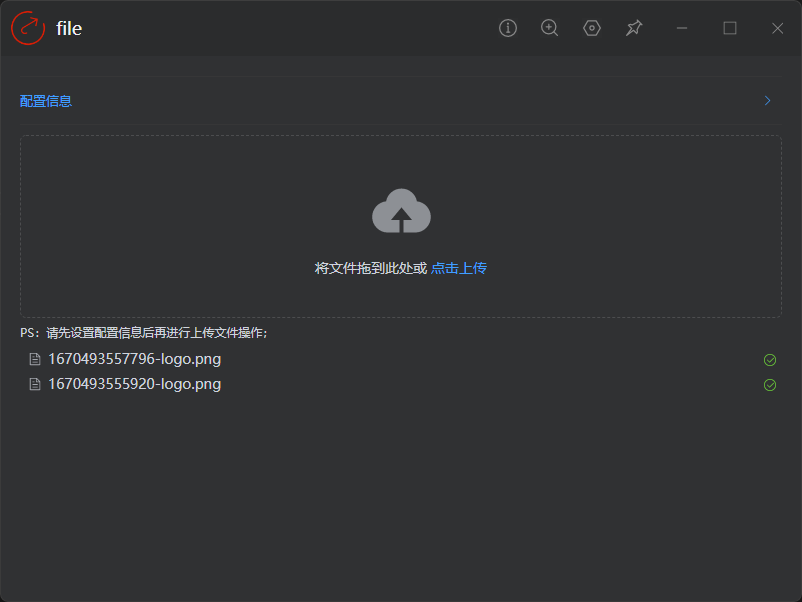 file
配置信息
将文件拖到此处或 点击上传
PS: 请先设置配置信息后再进行上传文件操作;
1670493557796-logo.png
1670493555920-logo.png